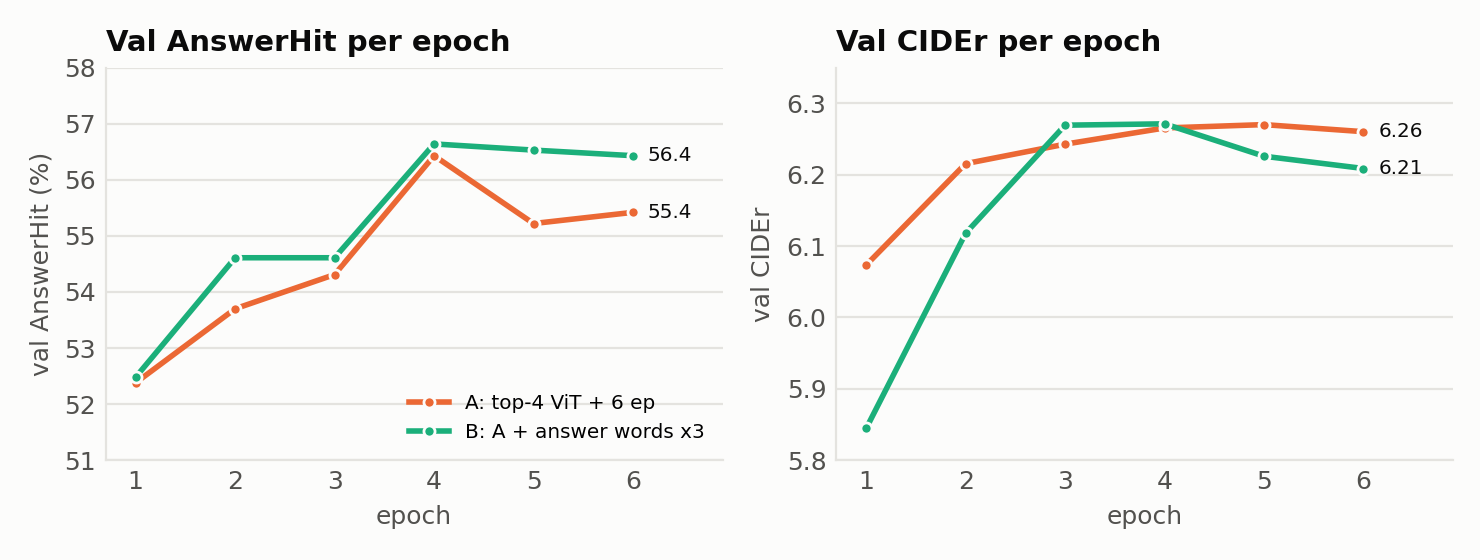 Val AnswerHit per epoch
58
57
56
55
54
53
52
51
val AnswerHit (%)
56.4
55.4
A: top-4 ViT + 6 ep
B: A + answer words x3
1 2 3 4 5 6
epoch
Val CIDEr per epoch
6.3
6.2
6.1
6.0
5.9
5.8
val CIDEr
6.26
6.21
1 2 3 4 5 6
epoch